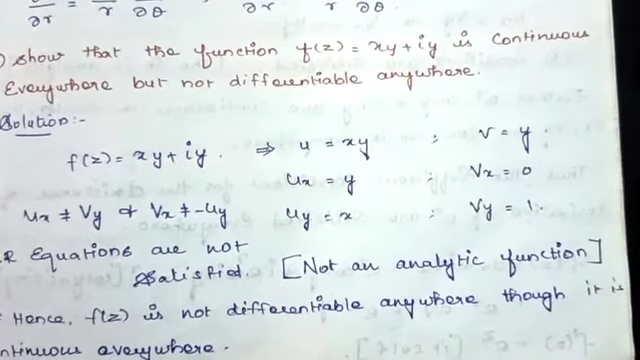 ∂r = r ∂θ ∂r r ∂θ.
) show that the function f(z) = xy + iy is continuous
Everywhere but not differentiable anywhere.
Solution:-
f(z) = xy + iy. ⇒ u = xy ; v = y.
ux = y ; Vx = 0
ux ≠ Vy & Vx ≠ -uy uy = x ; Vy = 1.
R Equations are not
Satisfied. [Not an analytic function]
Hence, f(z) is not differentiable anywhere though it is
ntinuous everywhere.